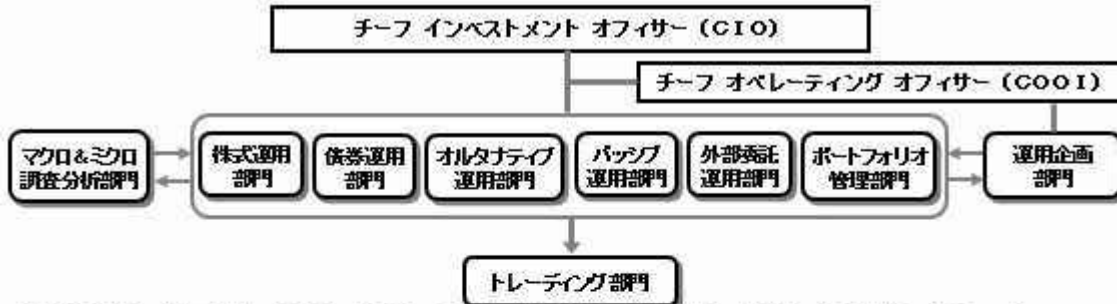 チーフ インベストメント オフィサー (CIO)
チーフ オペレーティング オフィサー (COOI)
マクロ&ミクロ
調査分析部門
株式運用
部門
債券運用
部門
オルタナティブ
運用部門
パッシブ
運用部門
外部委託
運用部門
ポートフォリオ
管理部門
運用企画
部門
トレーディング部門